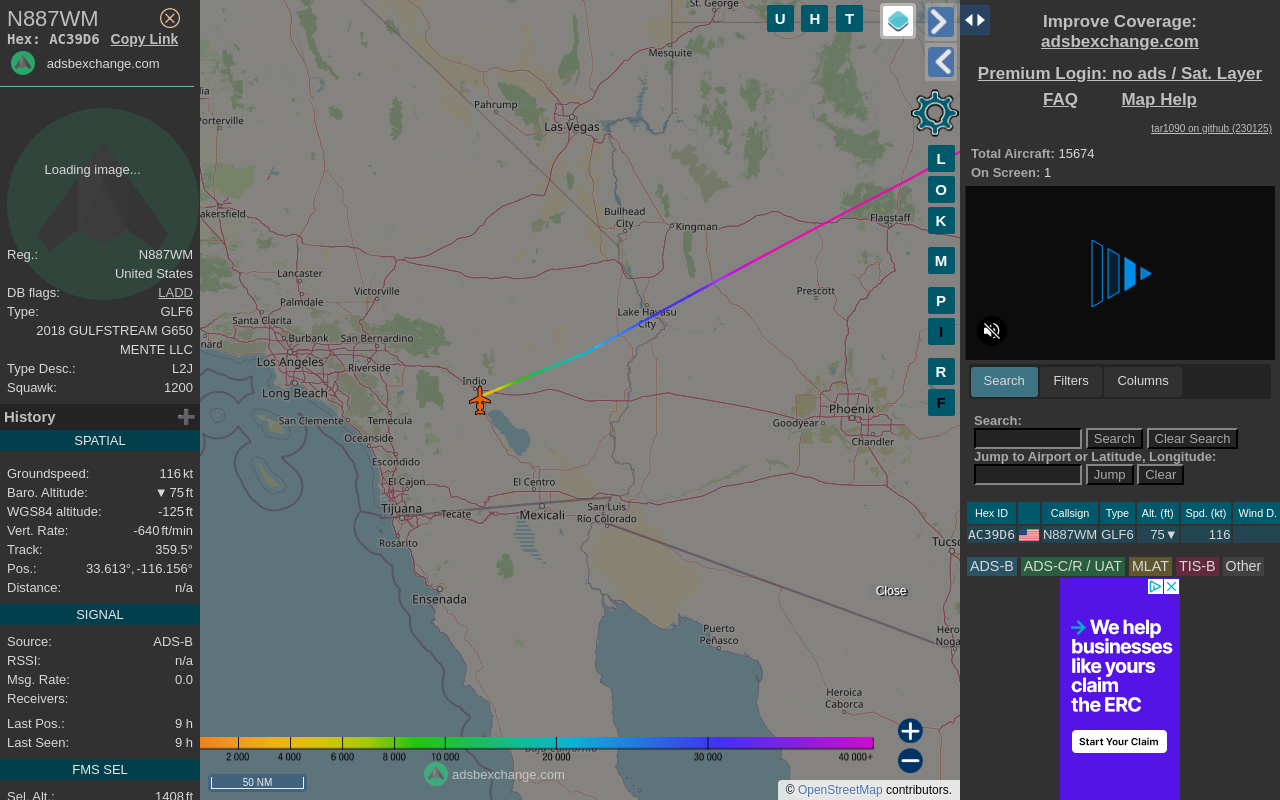 N887WM
Hex: AC39D6 Copy Link
adsbexchange.com
Loading image...
Reg.: N887WM
United States
DB flags: LADD
Type: GLF6
2018 GULFSTREAM G650
MENTE LLC
Type Desc.: L2J
Squawk: 1200
History
SPATIAL
Groundspeed: 116 kt
Baro. Altitude: ▼ 75 ft
WGS84 altitude: -125 ft
Vert. Rate: -640 ft/min
Track: 359.5°
Pos.: 33.613°, -116.156°
Distance: n/a
SIGNAL
Source: ADS-B
RSSI: n/a
Msg. Rate: 0.0
Receivers:
Last Pos.: 9 h
Last Seen: 9 h
FMS SEL
Sel. Alt.: 1408 ft
St. George
Mesquite
lia
Porterville
Pahrump
Las Vegas
akersfield
Bullhead
City
Kingman
Flagstaff
Lancaster
Palmdale
Victorville
Prescott
Santa Clarita
Lake Havasu
City
nard
Burbank
San Bernardino
Los Angeles
Riverside
Indio
Long Beach
San Clemente
Temecula
Phoenix
Goodyear
Oceanside
Chandler
Escondido
El Cajon
El Centro
Tijuana
Tecate
Mexicali
San Luis
Río Colorado
Rosarito
Tucso
Ensenada
Close
Puerto
Peñasco
Hero
Noga
Heroica
Caborca
U H T
L
O
K
M
P
I
R
F
2 000 4 000 6 000 8 000 10 000 20 000 30 000 40 000+
adsbexchange.com
50 NM
© OpenStreetMap contributors.
Improve Coverage:
adsbexchange.com
Premium Login: no ads / Sat. Layer
FAQ Map Help
tar1090 on github (230125)
Total Aircraft: 15674
On Screen: 1
Search Filters Columns
Search:
Search Clear Search
Jump to Airport or Latitude, Longitude:
Jump Clear
Hex ID Callsign Type Alt. (ft) Spd. (kt) Wind D.
AC39D6 N887WM GLF6 75▼ 116
ADS-B ADS-C/R / UAT MLAT TIS-B Other
→ We help
businesses
like yours
claim
the ERC
Start Your Claim